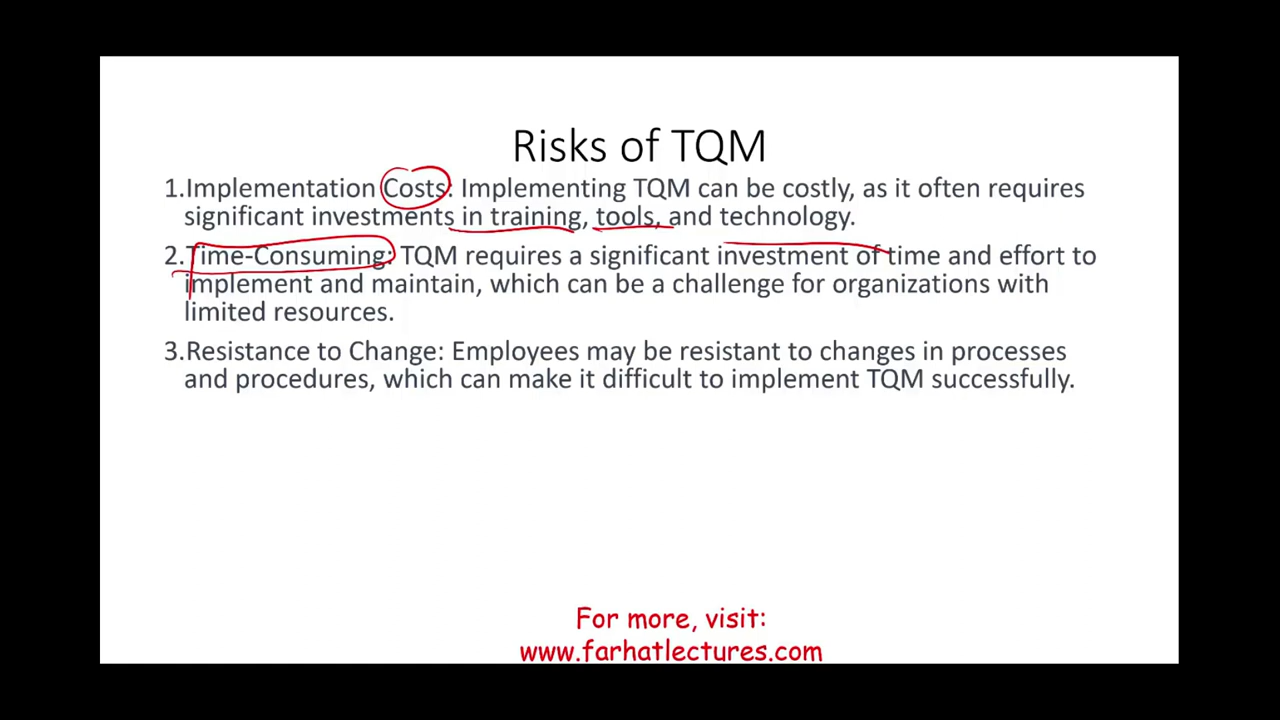 Risks of TQM
1.Implementation Costs: Implementing TQM can be costly, as it often requires
significant investments in training, tools, and technology.
2.Time-Consuming: TQM requires a significant investment of time and effort to
implement and maintain, which can be a challenge for organizations with
limited resources.
3.Resistance to Change: Employees may be resistant to changes in processes
and procedures, which can make it difficult to implement TQM successfully.
For more, visit:
www.farhatlectures.com